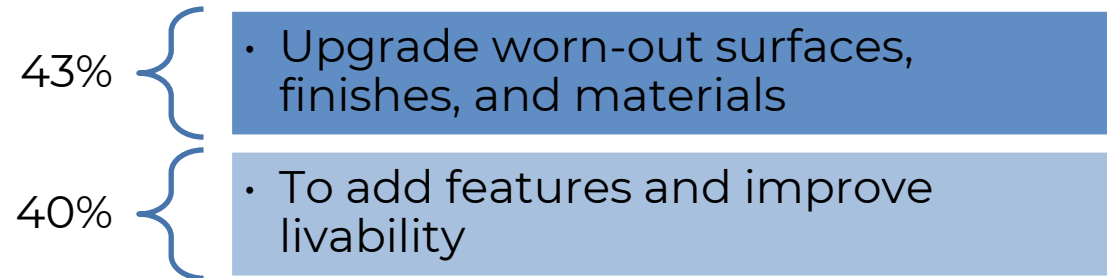 43%
• Upgrade worn-out surfaces,
finishes, and materials
40%
• To add features and improve
livability